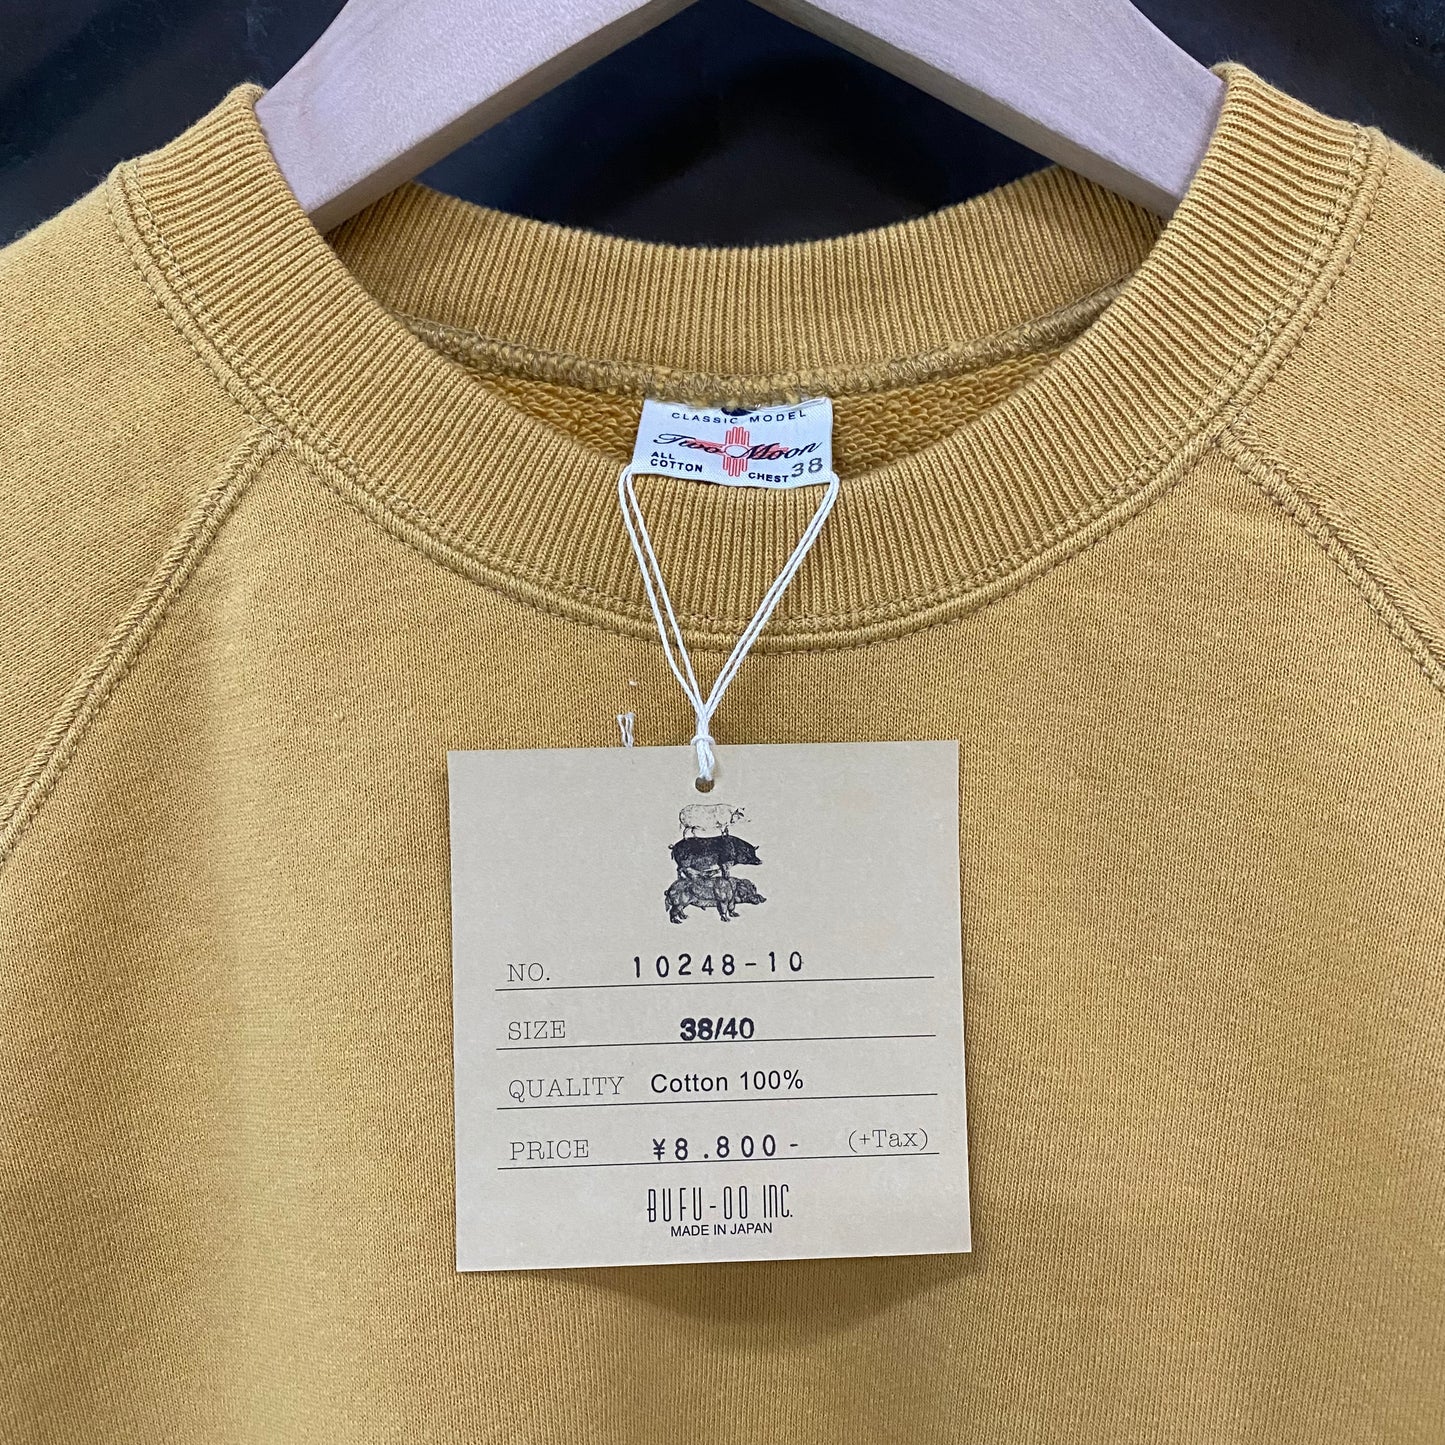 CLASSIC MODEL
Two Moon
ALL
COTTON
CHEST 38
NO. 10248-10
SIZE 38/40
QUALITY Cotton 100%
PRICE ¥8.800- (+Tax)
BUFU-OO INC.
MADE IN JAPAN